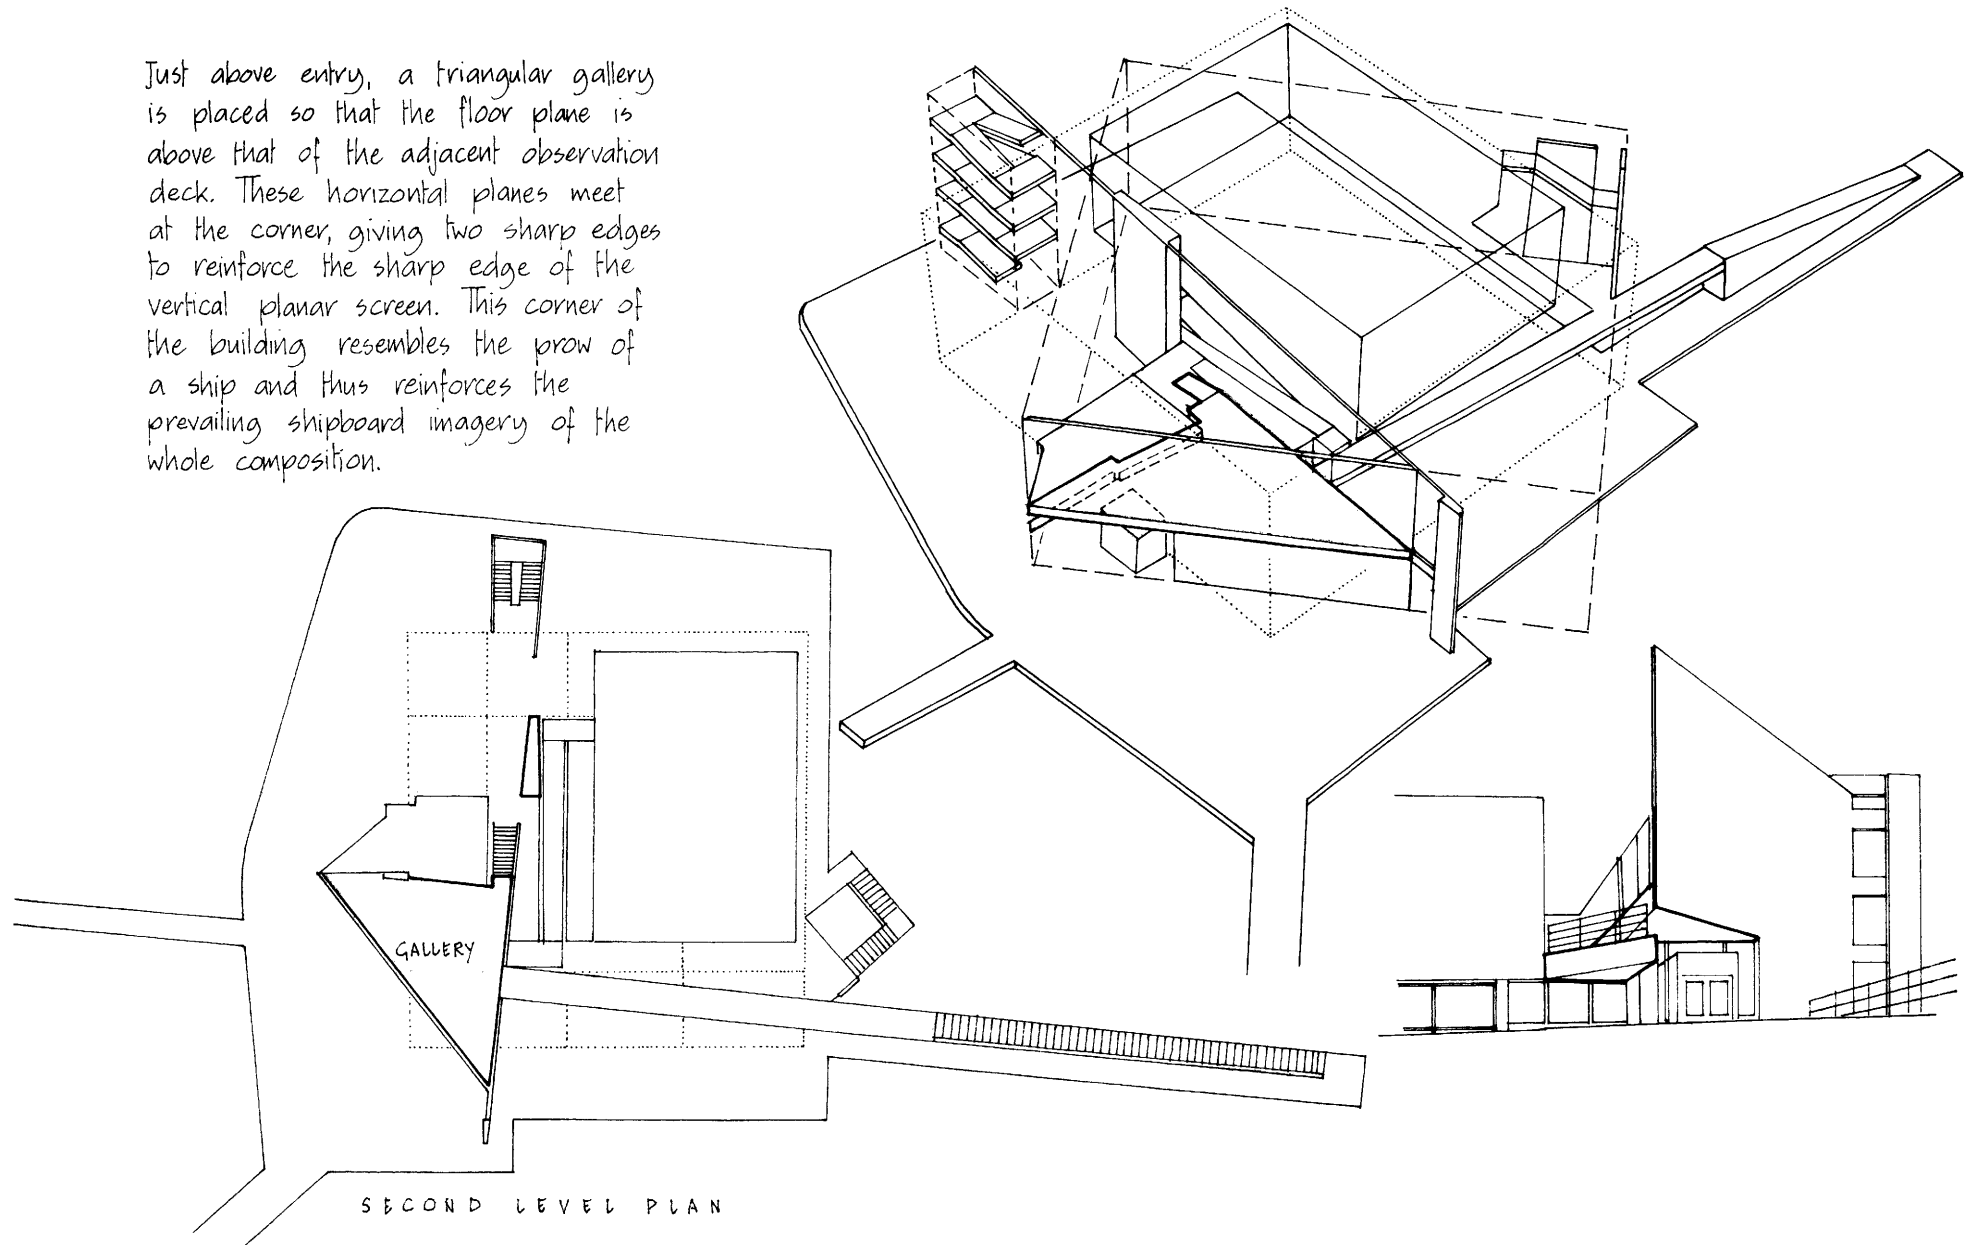 Just above entry, a triangular gallery
is placed so that the floor plane is
above that of the adjacent observation
deck. These horizontal planes meet
at the corner, giving two sharp edges
to reinforce the sharp edge of the
vertical planar screen. This corner of
the building resembles the prow of
a ship and thus reinforces the
prevailing shipboard imagery of the
whole composition.
GALLERY
SECOND LEVEL PLAN